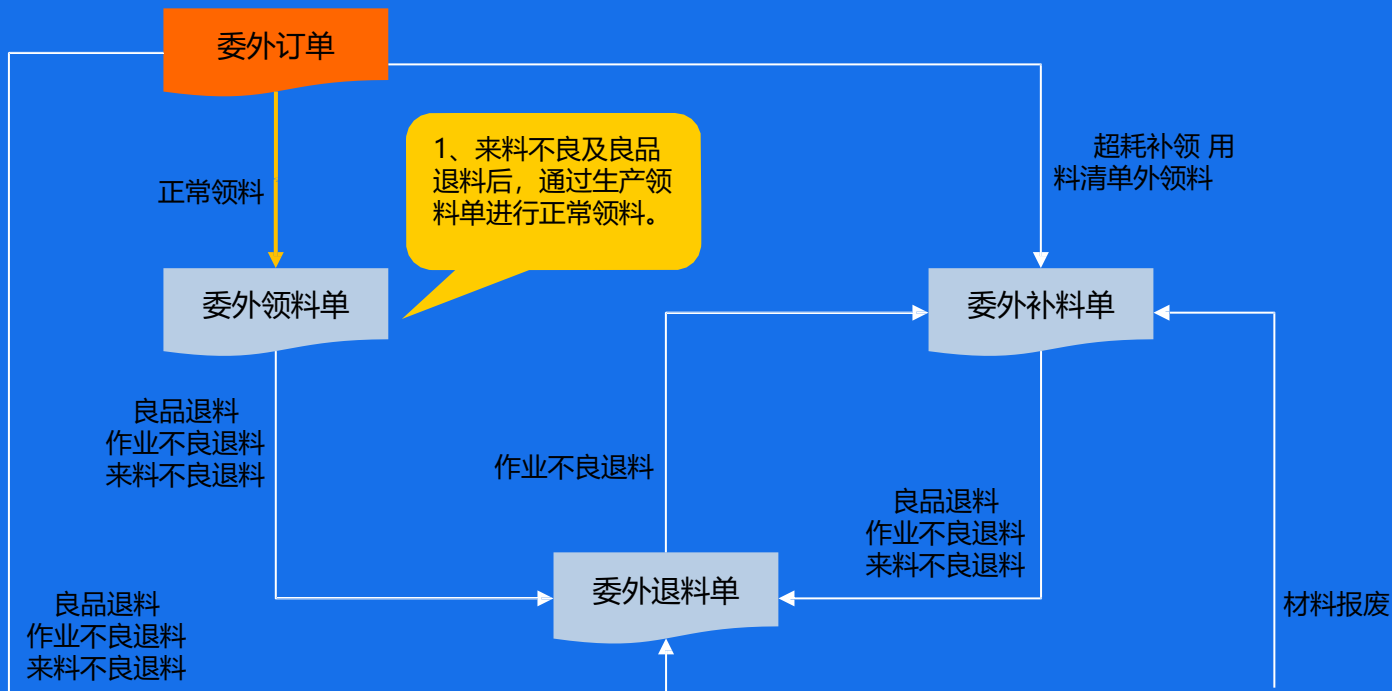 委外订单
1、来料不良及良品
退料后，通过生产领
料单进行正常领料。
超耗补领 用
料清单外领料
正常领料
委外领料单
委外补料单
良品退料
作业不良退料
来料不良退料
作业不良退料
良品退料
作业不良退料
来料不良退料
委外退料单
良品退料
作业不良退料
来料不良退料
材料报废